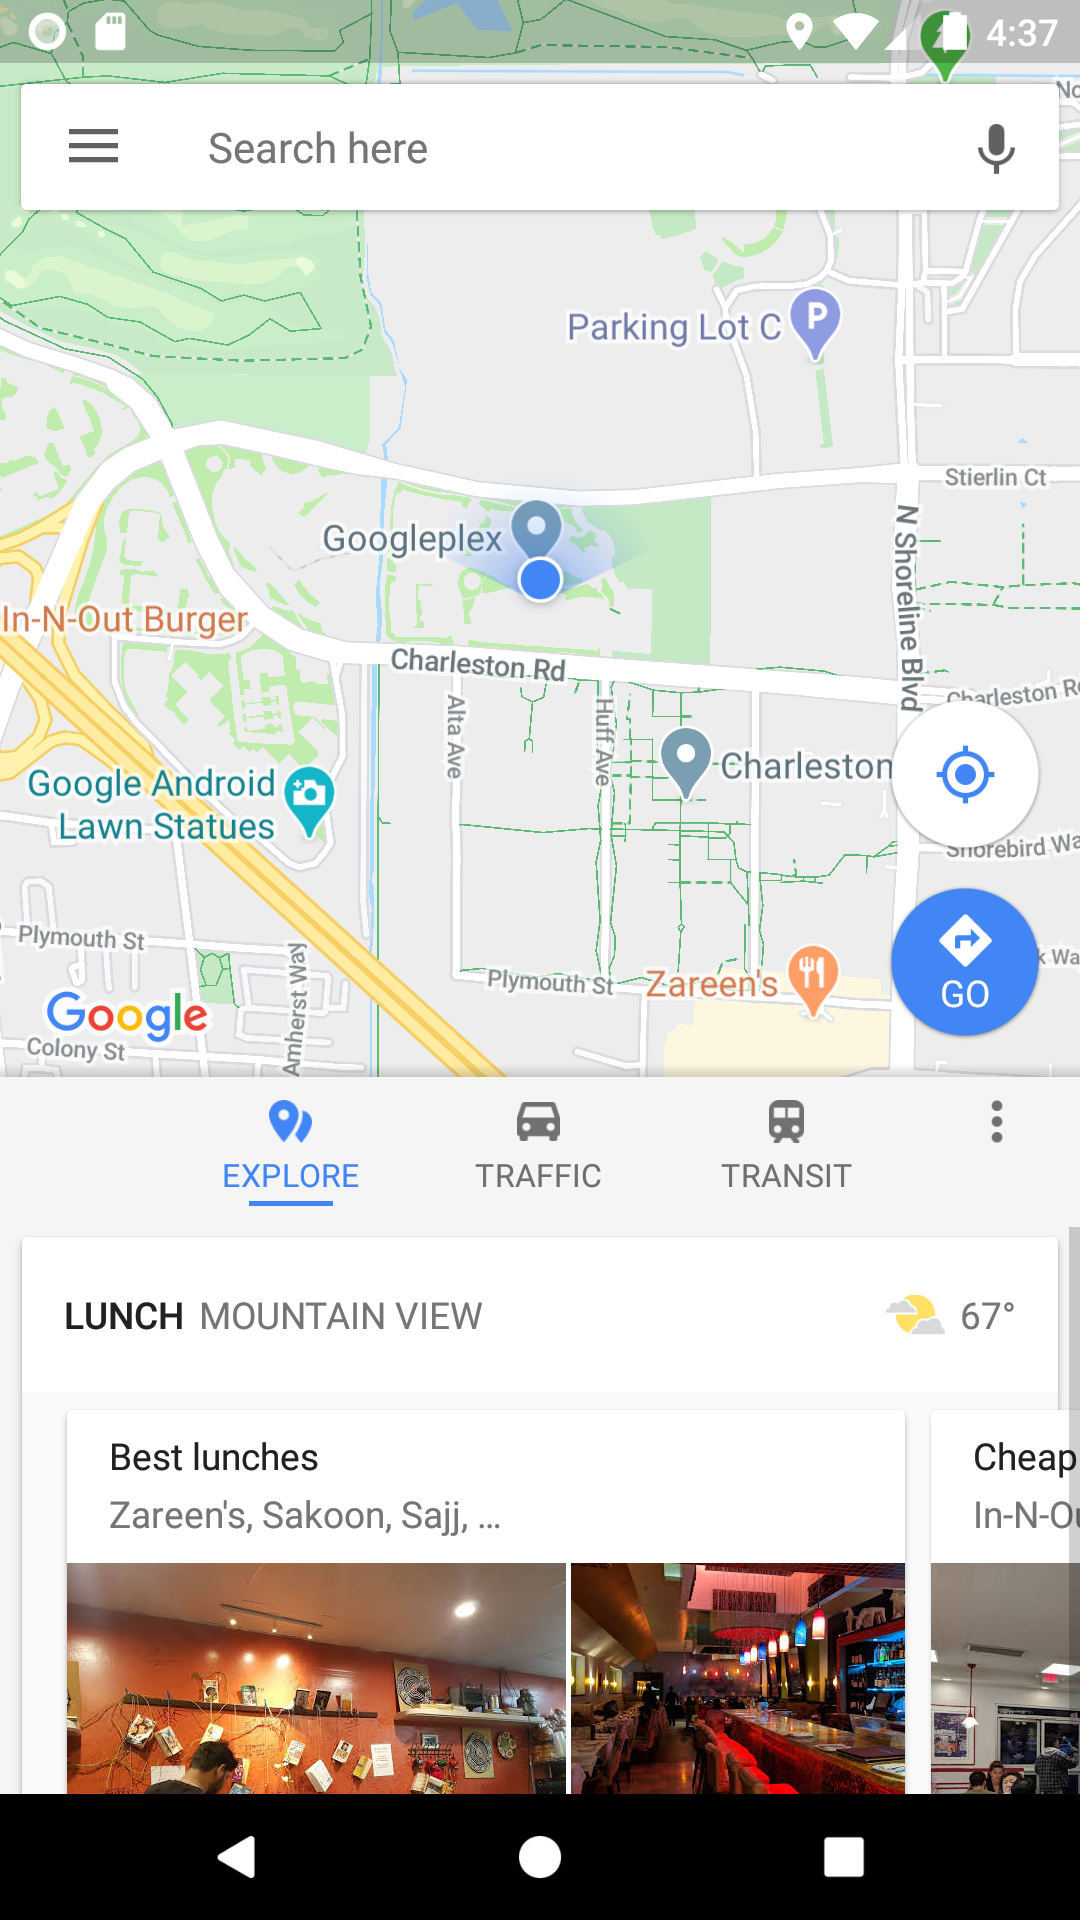 4:37
No
Search here
Parking Lot C
Stierlin Ct
N Shoreline Blvd
Googleplex
In-N-Out Burger
Charleston Rd
Charleston Rd
Alta Ave
Huff Ave
Charleston
Google Android
Lawn Statues
Shorebird Wa
Plymouth St
Amherst Way
Plymouth St
Zareen's
k Wa
GO
Google
Colony St
EXPLORE
TRAFFIC
TRANSIT
LUNCH MOUNTAIN VIEW
67°
Best lunches
Zareen's, Sakoon, Sajj, ...
Cheap
In-N-Ou